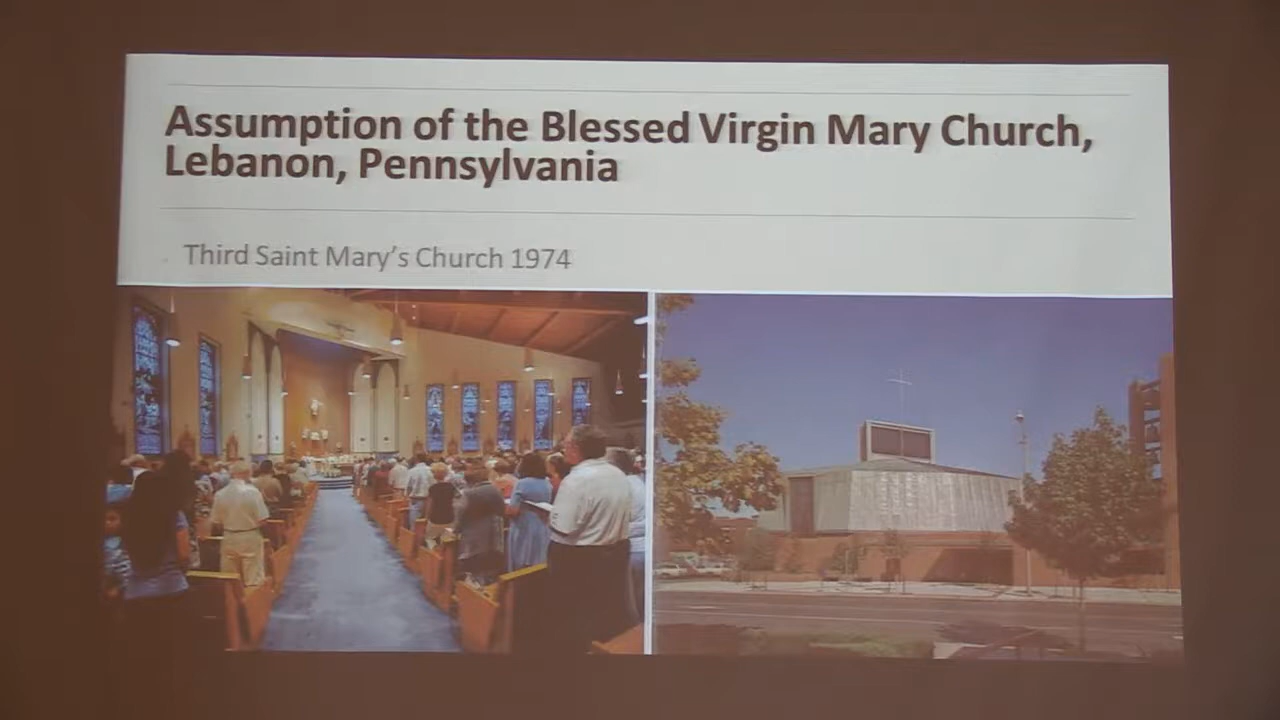 Assumption of the Blessed Virgin Mary Church,
Lebanon, Pennsylvania
Third Saint Mary's Church 1974